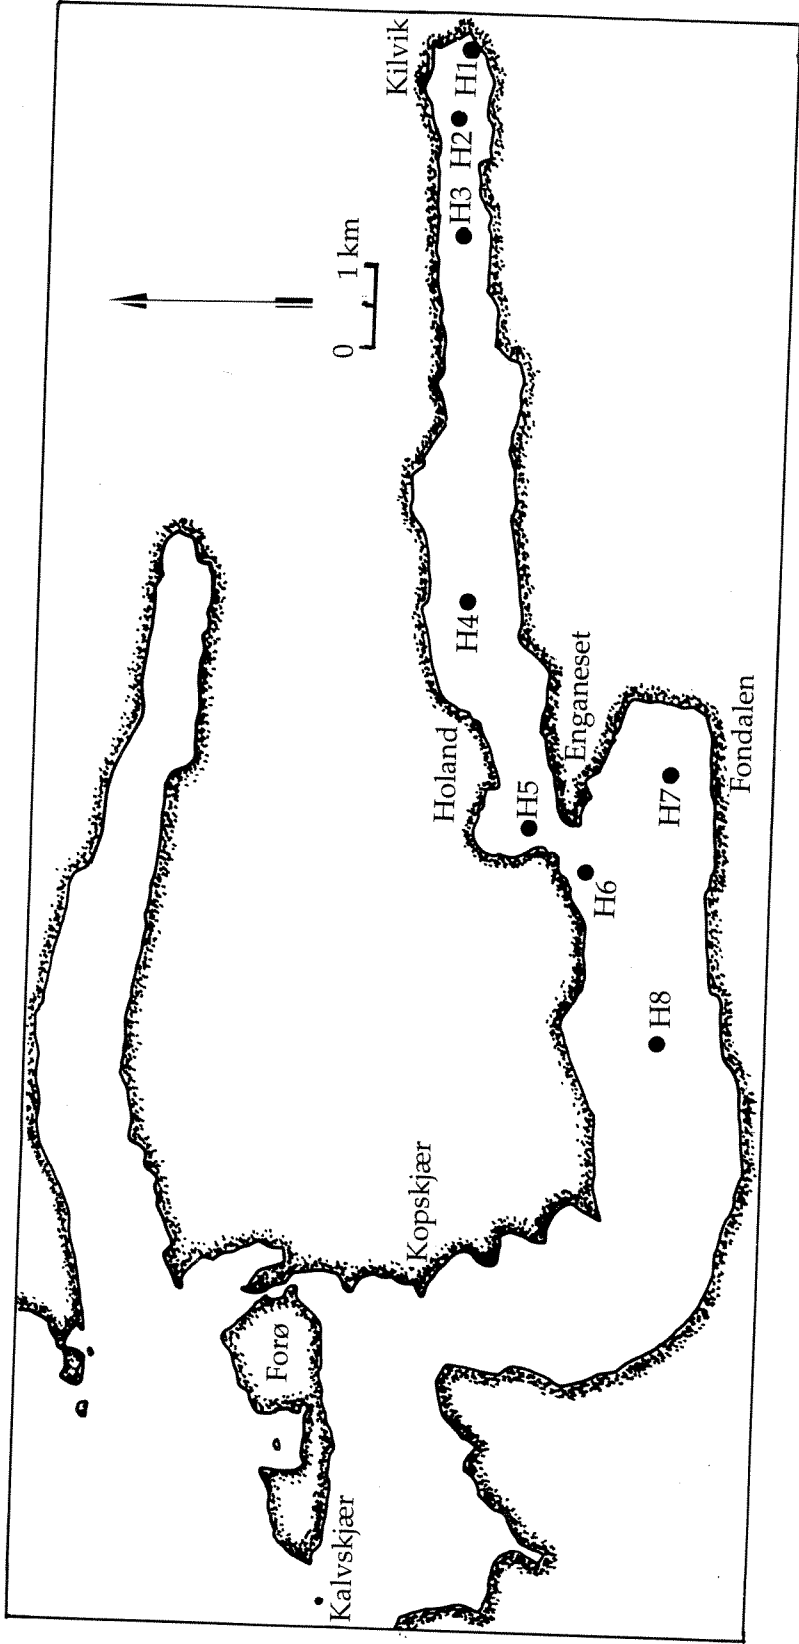 Kilvik
H1
H2
H3
0 1 km
H4
Enganeset
Fondalen
Holand
H5
H7
H6
H8
Kopskjær
Forø
Kalvskjær